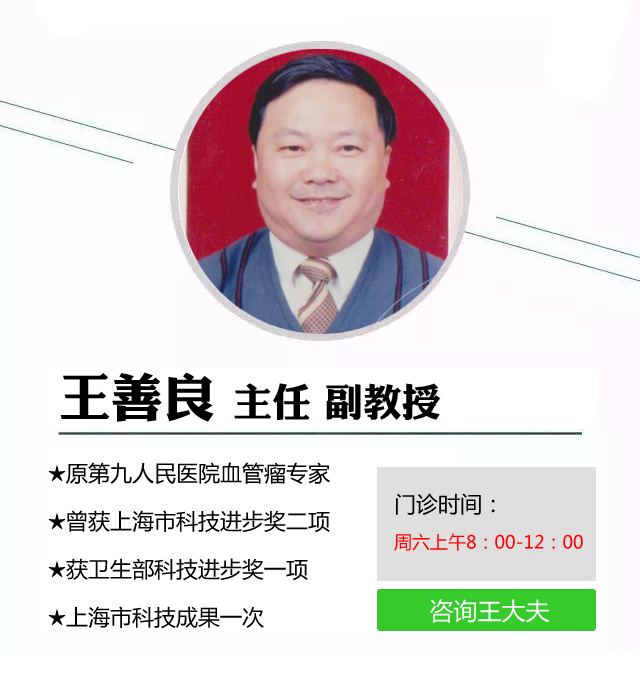 王善良 主任 副教授
★原第九人民医院血管瘤专家
★曾获上海市科技进步奖二项
★获卫生部科技进步奖一项
★上海市科技成果一次
门诊时间：
周六上午8：00-12：00
咨询王大夫